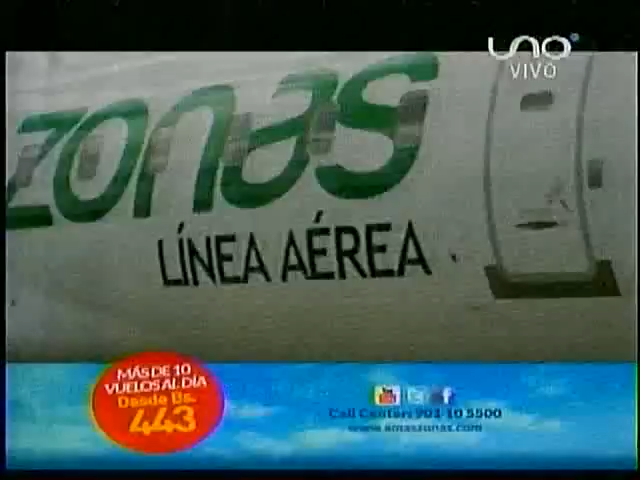 UNO
VIVO
ZONAS
LÍNEA AÉREA
MÁS DE 10
VUELOS AL DÍA
Desde Bs.
443
Call Center: 901 10 5500
www.amaszonas.com